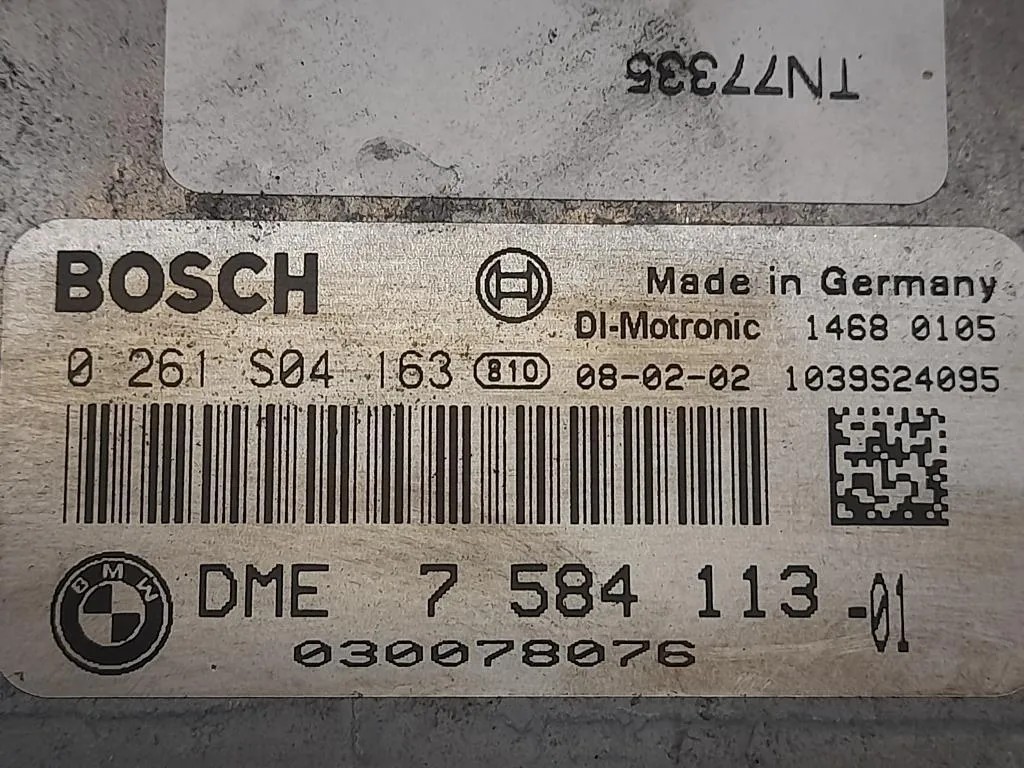 TN77335
BOSCH
Made in Germany
DI-Motronic 1468 0105
0 261 S04 163 810 08-02-02 1039S24095
BMW
DME 7 584 113 -01
030078076